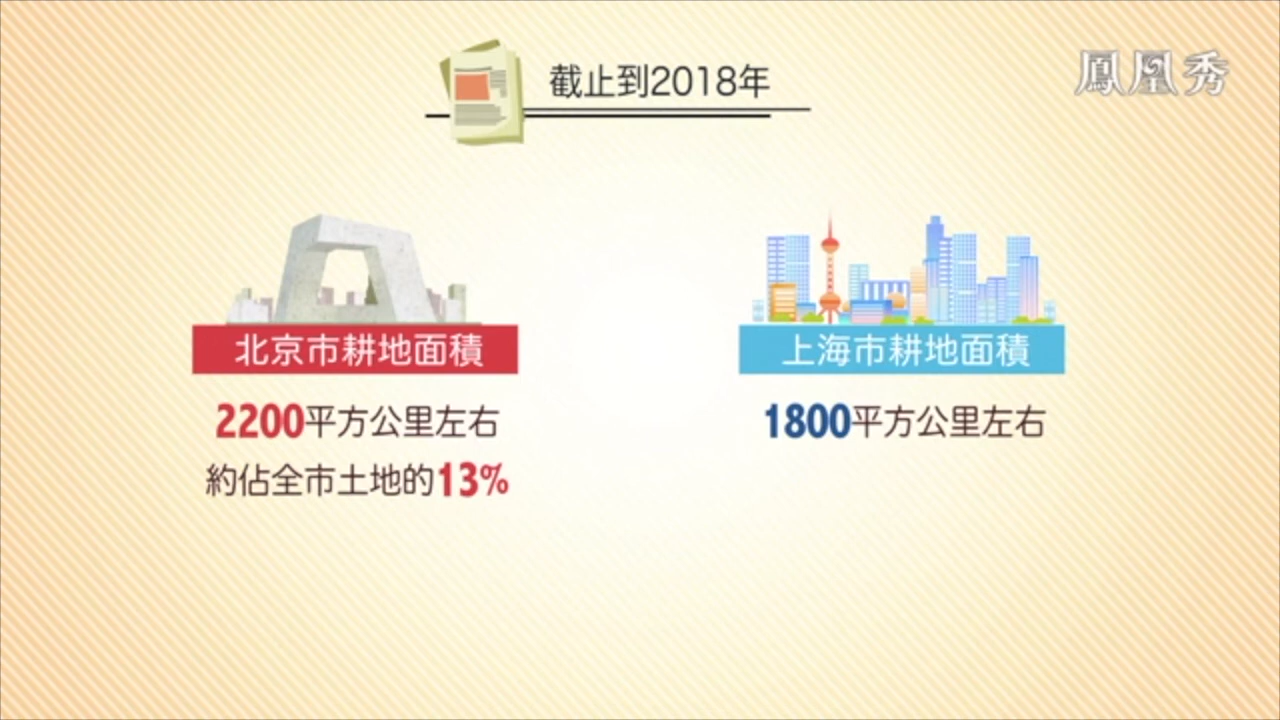 截止到2018年
鳳凰秀
北京市耕地面積
上海市耕地面積
2200平方公里左右
1800平方公里左右
約佔全市土地的13%